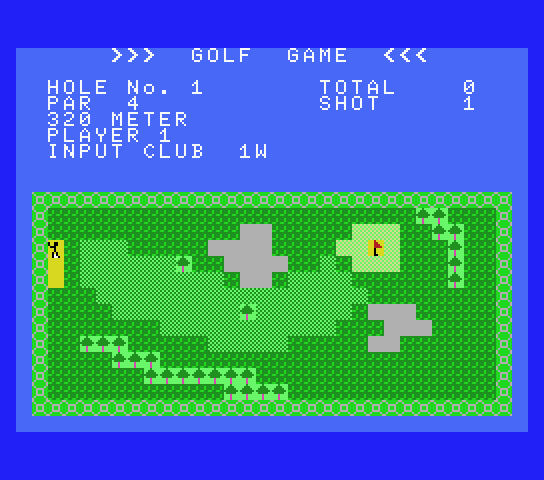 >>> GOLF GAME <<<
HOLE No. 1 TOTAL 0
PAR 4 SHOT 1
320 METER
PLAYER 1
INPUT CLUB 1W